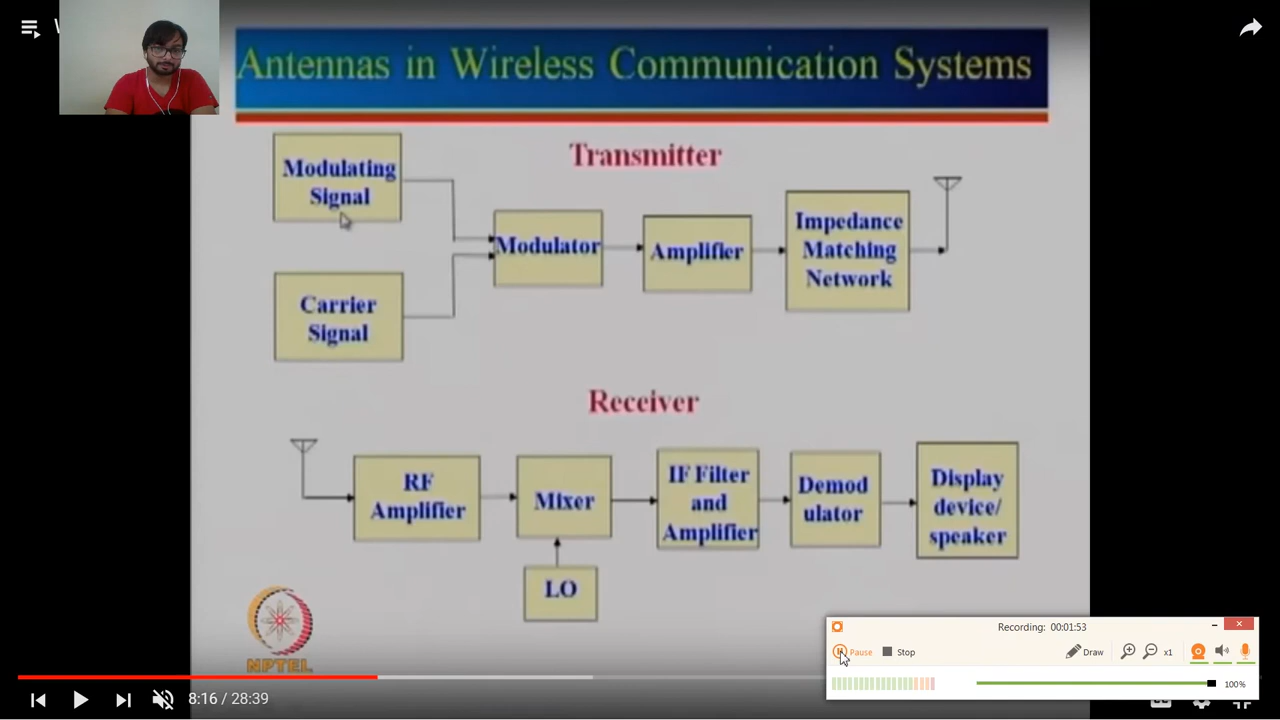 Antennas in Wireless Communication Systems
Transmitter
Modulating
Signal
Carrier
Signal
Modulator
Amplifier
Impedance
Matching
Network
Receiver
RF
Amplifier
Mixer
LO
IF Filter
and
Amplifier
Demod
ulator
Display
device/
speaker
NPTEL
Recording: 00:01:53
Pause Stop Draw x1
100%
8:16 / 28:39